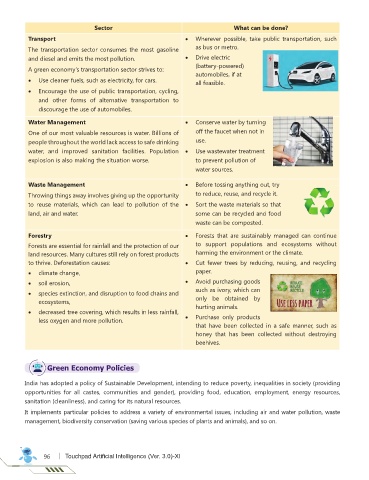 Sector
What can be done?
Transport
The transportation sector consumes the most gasoline
and diesel and emits the most pollution.
A green economy's transportation sector strives to:
• Use cleaner fuels, such as electricity, for cars.
• Encourage the use of public transportation, cycling,
and other forms of alternative transportation to
discourage the use of automobiles.
• Wherever possible, take public transportation, such
as bus or metro.
• Drive electric
(battery-powered)
automobiles, if at
all feasible.
Water Management
One of our most valuable resources is water. Billions of
people throughout the world lack access to safe drinking
water, and improved sanitation facilities. Population
explosion is also making the situation worse.
• Conserve water by turning
off the faucet when not in
use.
• Use wastewater treatment
to prevent pollution of
water sources.
Waste Management
Throwing things away involves giving up the opportunity
to reuse materials, which can lead to pollution of the
land, air and water.
• Before tossing anything out, try
to reduce, reuse, and recycle it.
• Sort the waste materials so that
some can be recycled and food
waste can be composted.
Forestry
Forests are essential for rainfall and the protection of our
land resources. Many cultures still rely on forest products
to thrive. Deforestation causes:
• climate change,
• soil erosion,
• species extinction, and disruption to food chains and
ecosystems,
• decreased tree covering, which results in less rainfall,
less oxygen and more pollution.
• Forests that are sustainably managed can continue
to support populations and ecosystems without
harming the environment or the climate.
• Cut fewer trees by reducing, reusing, and recycling
paper.
• Avoid purchasing goods
such as ivory, which can
only be obtained by
hurting animals.
REDUCE
REUSE
RECYCLE
USE LESS PAPER
• Purchase only products
that have been collected in a safe manner, such as
honey that has been collected without destroying
beehives.
Green Economy Policies
India has adopted a policy of Sustainable Development, intending to reduce poverty, inequalities in society (providing
opportunities for all castes, communities and gender), providing food, education, employment, energy resources,
sanitation (cleanliness), and caring for its natural resources.
It implements particular policies to address a variety of environmental issues, including air and water pollution, waste
management, biodiversity conservation (saving various species of plants and animals), and so on.
96 | Touchpad Artificial Intelligence (Ver. 3.0)-XI